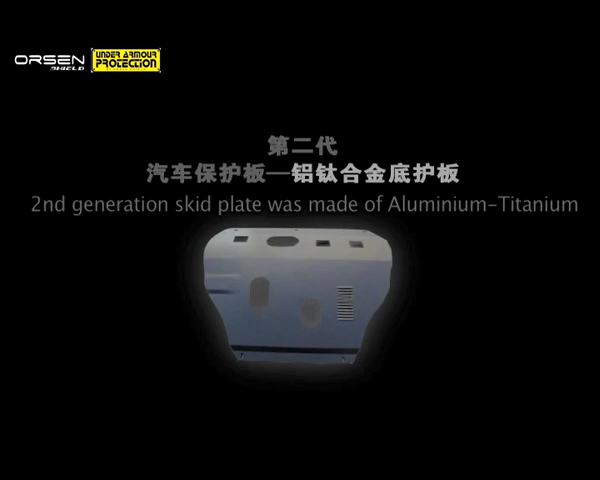 ORSEN
SHIELD
UNDER ARMOUR
PROTECTION
第二代
汽车保护板—铝钛合金底护板
2nd generation skid plate was made of Aluminium-Titanium